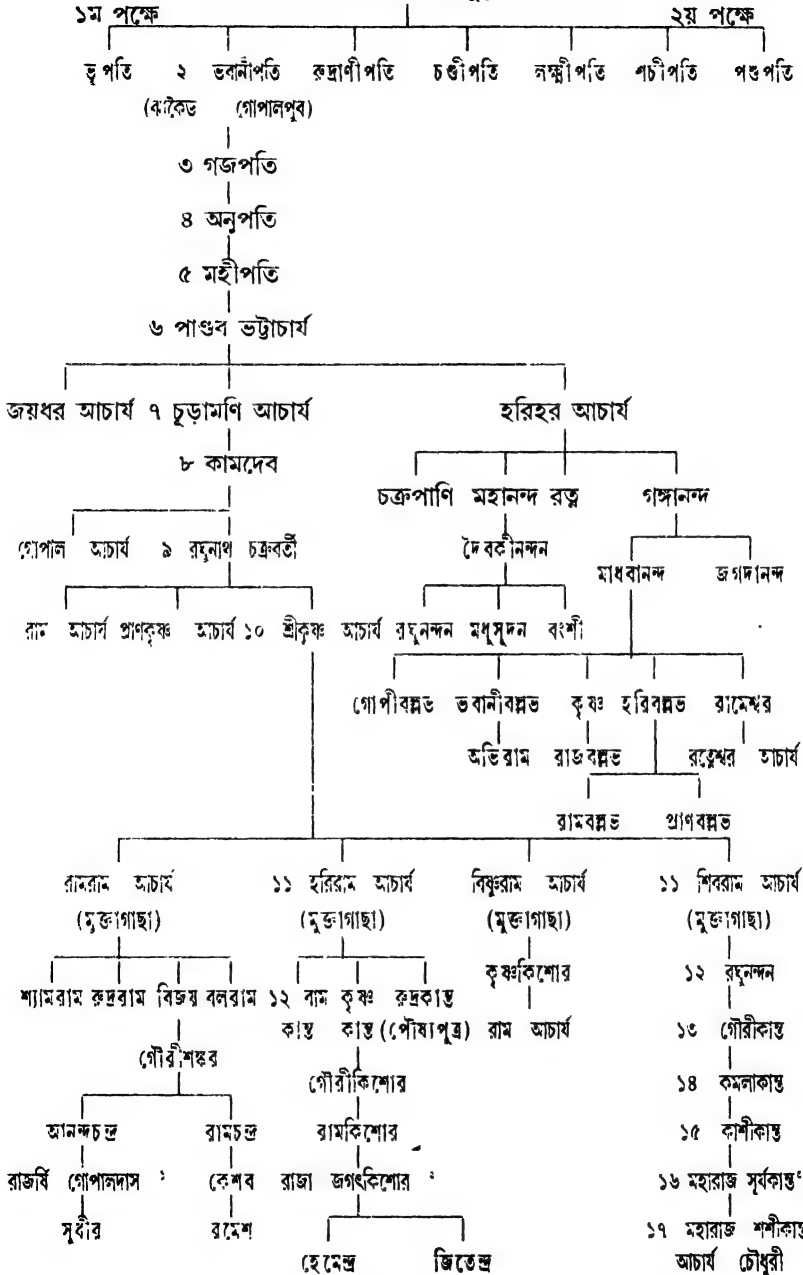 ১ম পক্ষে ২য় পক্ষে
ভূপতি ২ ভবানীপতি রুদ্রাণীপতি চণ্ডীপতি লক্ষ্মীপতি শচীপতি পশুপতি
(ঝাকৈড গোপালপুব)
৩ গজপতি
৪ অনুপতি
৫ মহীপতি
৬ পাণ্ডব ভট্টাচার্য
জয়ধর আচার্য ৭ চূড়ামণি আচার্য হরিহর আচার্য
৮ কামদেব
চক্রপাণি মহানন্দ রত্ন গঙ্গানন্দ
গোপাল আচার্য ৯ রঘুনাথ চক্রবর্তী দৈবকীনন্দন
মাধবানন্দ জগদানন্দ
রাম আচার্য প্রাণকৃষ্ণ আচার্য ১০ শ্রীকৃষ্ণ আচার্য রঘুনন্দন মধুসূদন বংশী
গোপীবল্লভ ভবানীবল্লভ কৃষ্ণ হরিবল্লভ রামেশ্বর
অভিরাম রাজবল্লভ রত্নেশ্বর আচার্য
রামবল্লভ প্রাণবল্লভ
রামরাম আচার্য ১১ হরিরাম আচার্য বিষ্ণুরাম আচার্য ১১ শিবরাম আচার্য
(মুক্তাগাছা) (মুক্তাগাছা) (মুক্তাগাছা) (মুক্তাগাছা)
কৃষ্ণকিশোর ১২ রঘুনন্দন
শ্যামরাম রুদ্ররাম বিজয় বলরাম ১২ রাম কৃষ্ণ রুদ্রকান্ত
কান্ত কান্ত (পৌষ্যপুত্র) রাম আচার্য ১৩ গৌরীকান্ত
গৌরীশঙ্কর
গৌরীকিশোর ১৪ কমলাকান্ত
আনন্দচন্দ্র রামচন্দ্র রামকিশোর ১৫ কাশীকান্ত
রাজর্ষি গোপালদাস ১ কেশব রাজা জগৎকিশোর ২ ১৬ মহারাজ সূর্যকান্ত
সুধীর রমেশ ১৭ মহারাজ শশীকান্ত
হেমেন্দ্র জিতেন্দ্র আচার্য চৌধুরী